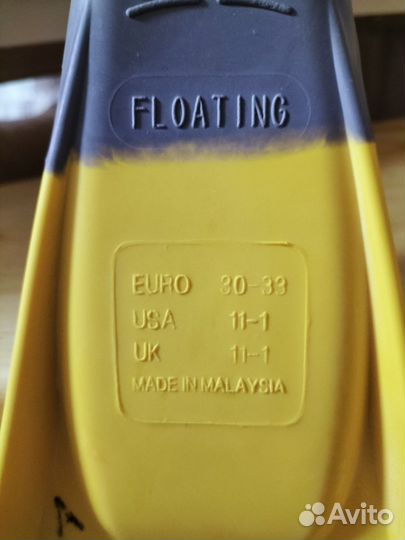 FLOATING
EURO 30-33
USA 11-1
UK 11-1
MADE IN MALAYSIA
Avito